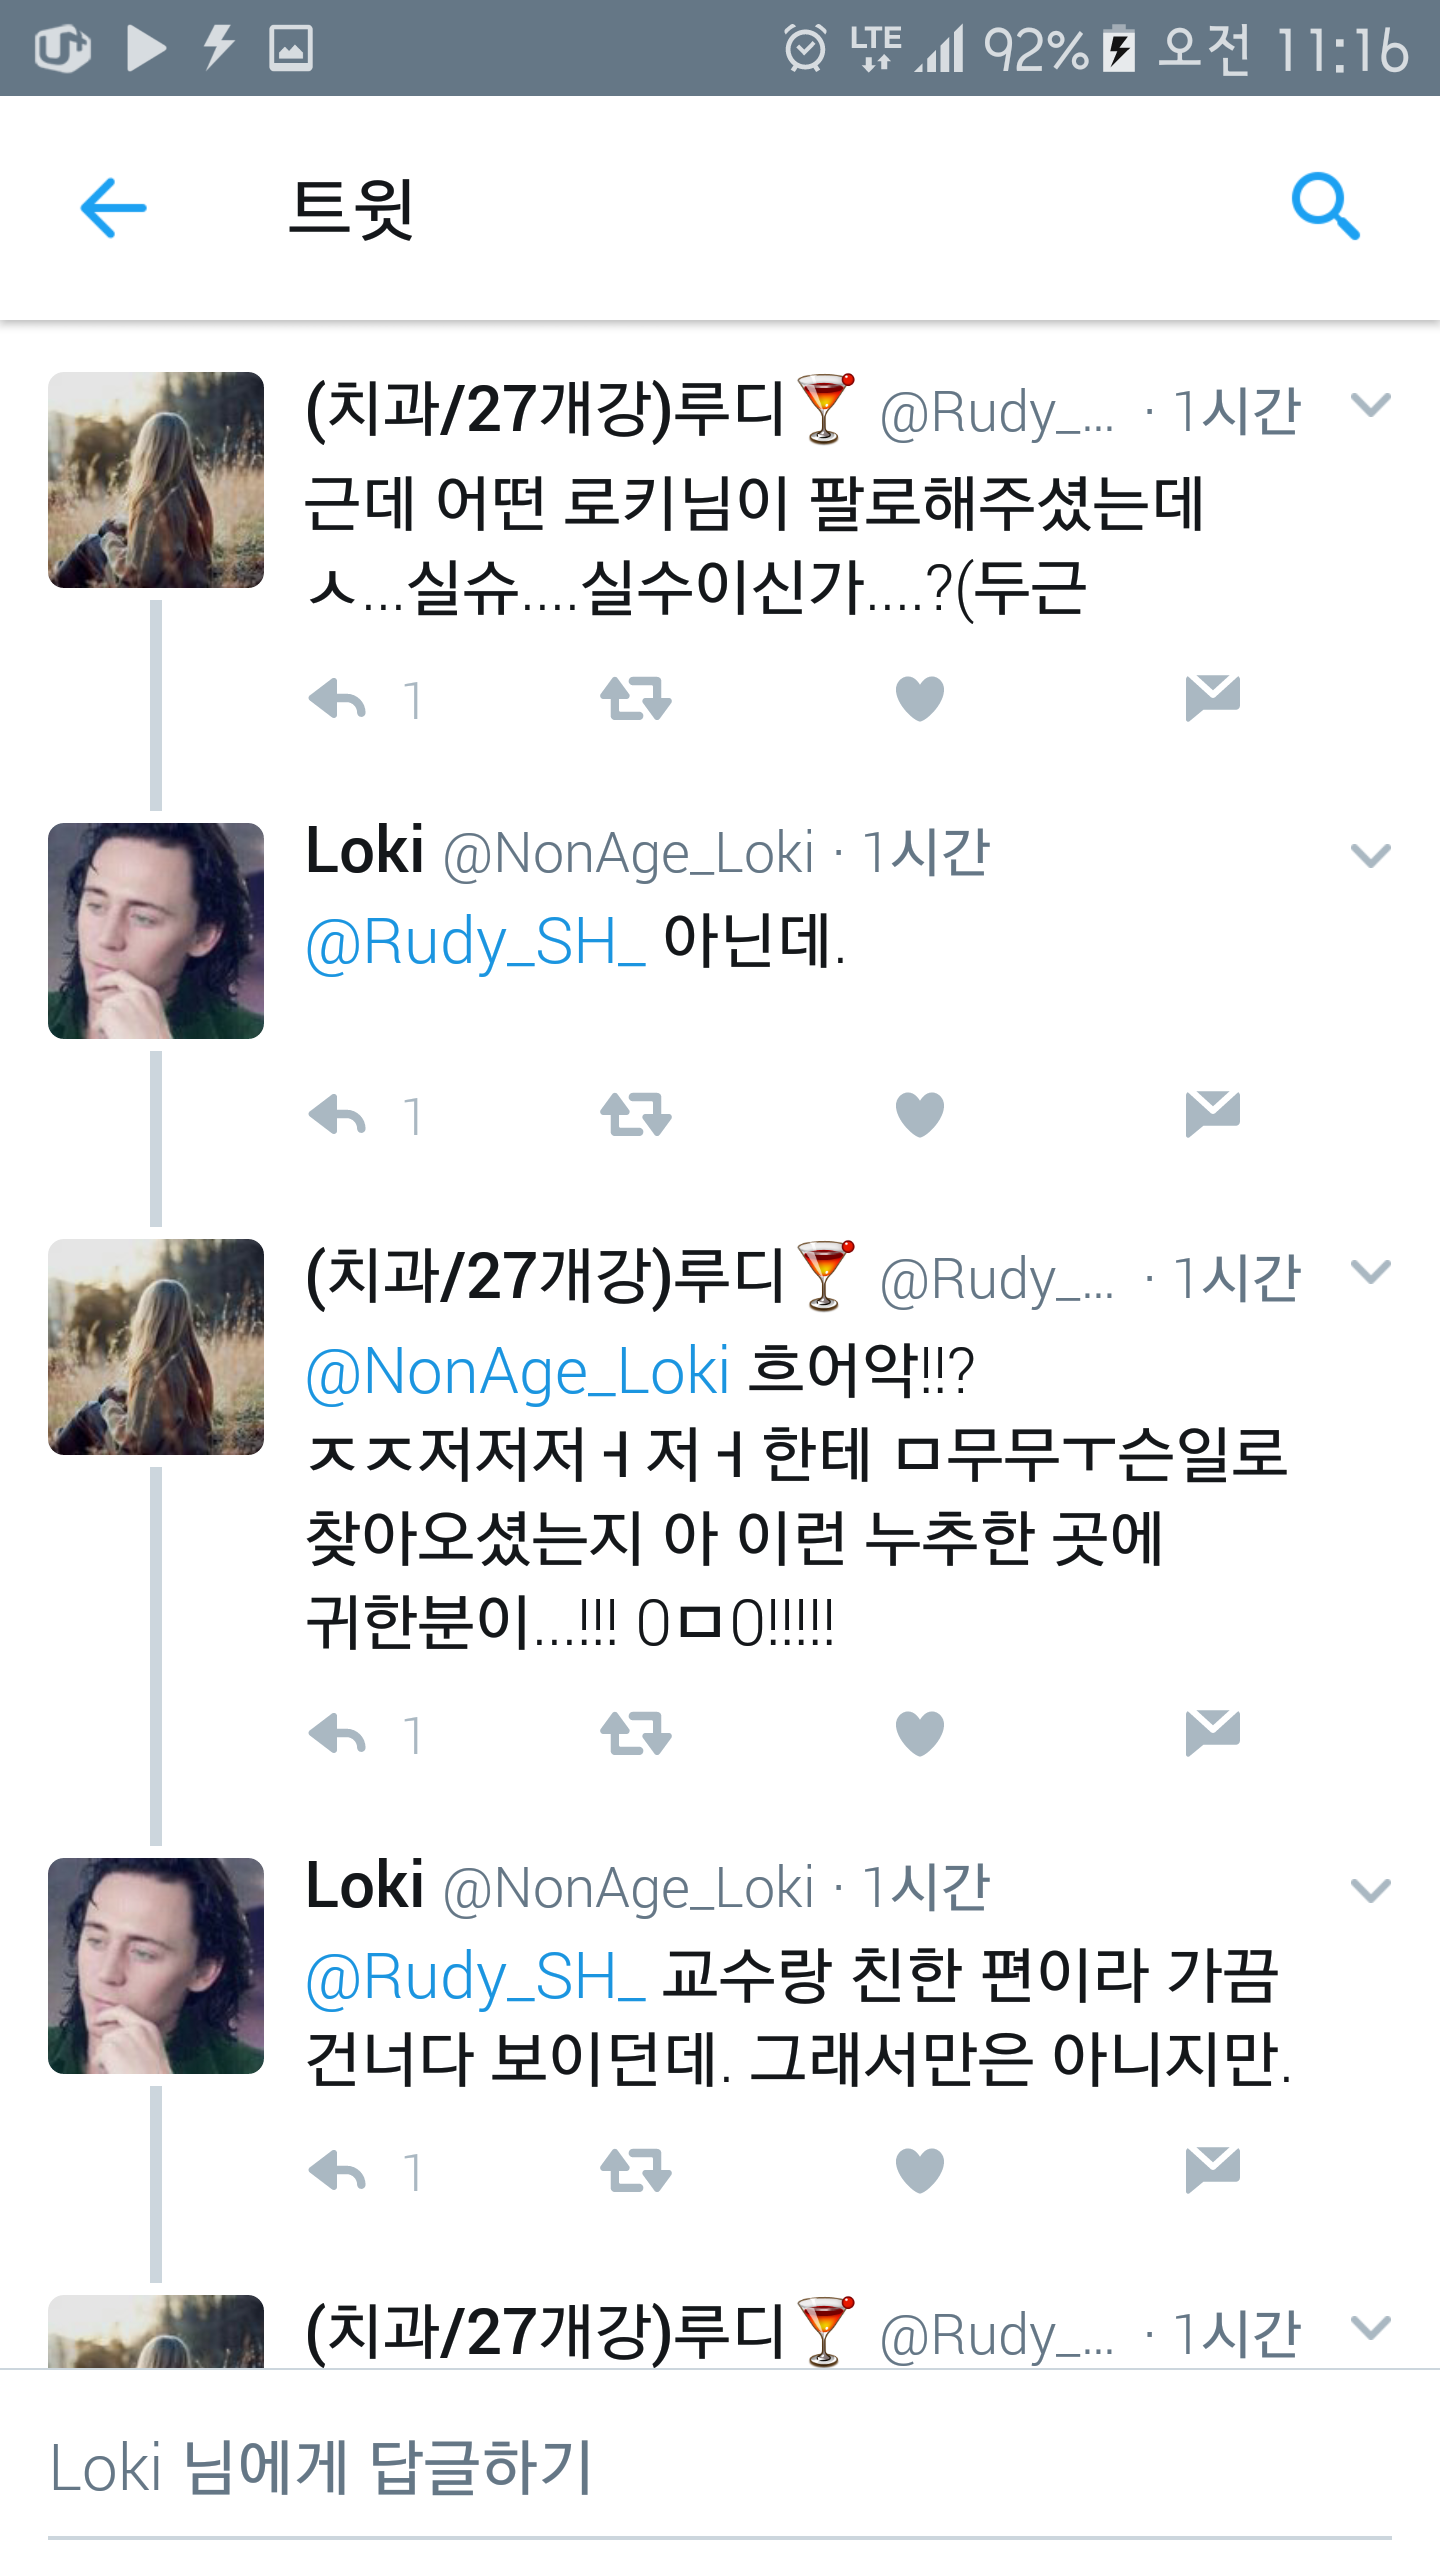 U+ LTE 92% 오전 11:16
트윗
(치과/27개강)루디🍸 @Rudy_... · 1시간
근데 어떤 로키님이 팔로해주셨는데
ㅅ...실슈....실수이신가....?(두근
1
Loki @NonAge_Loki · 1시간
@Rudy_SH_ 아닌데.
1
(치과/27개강)루디🍸 @Rudy_... · 1시간
@NonAge_Loki 흐어악!!?
ㅈㅈ저저저ㅓ저ㅓ한테 ㅁ무무ㅜ슨일로
찾아오셨는지 아 이런 누추한 곳에
귀한분이...!!! 0ㅁ0!!!!!
1
Loki @NonAge_Loki · 1시간
@Rudy_SH_ 교수랑 친한 편이라 가끔
건너다 보이던데. 그래서만은 아니지만.
1
(치과/27개강)루디🍸 @Rudy_... · 1시간
Loki 님에게 답글하기